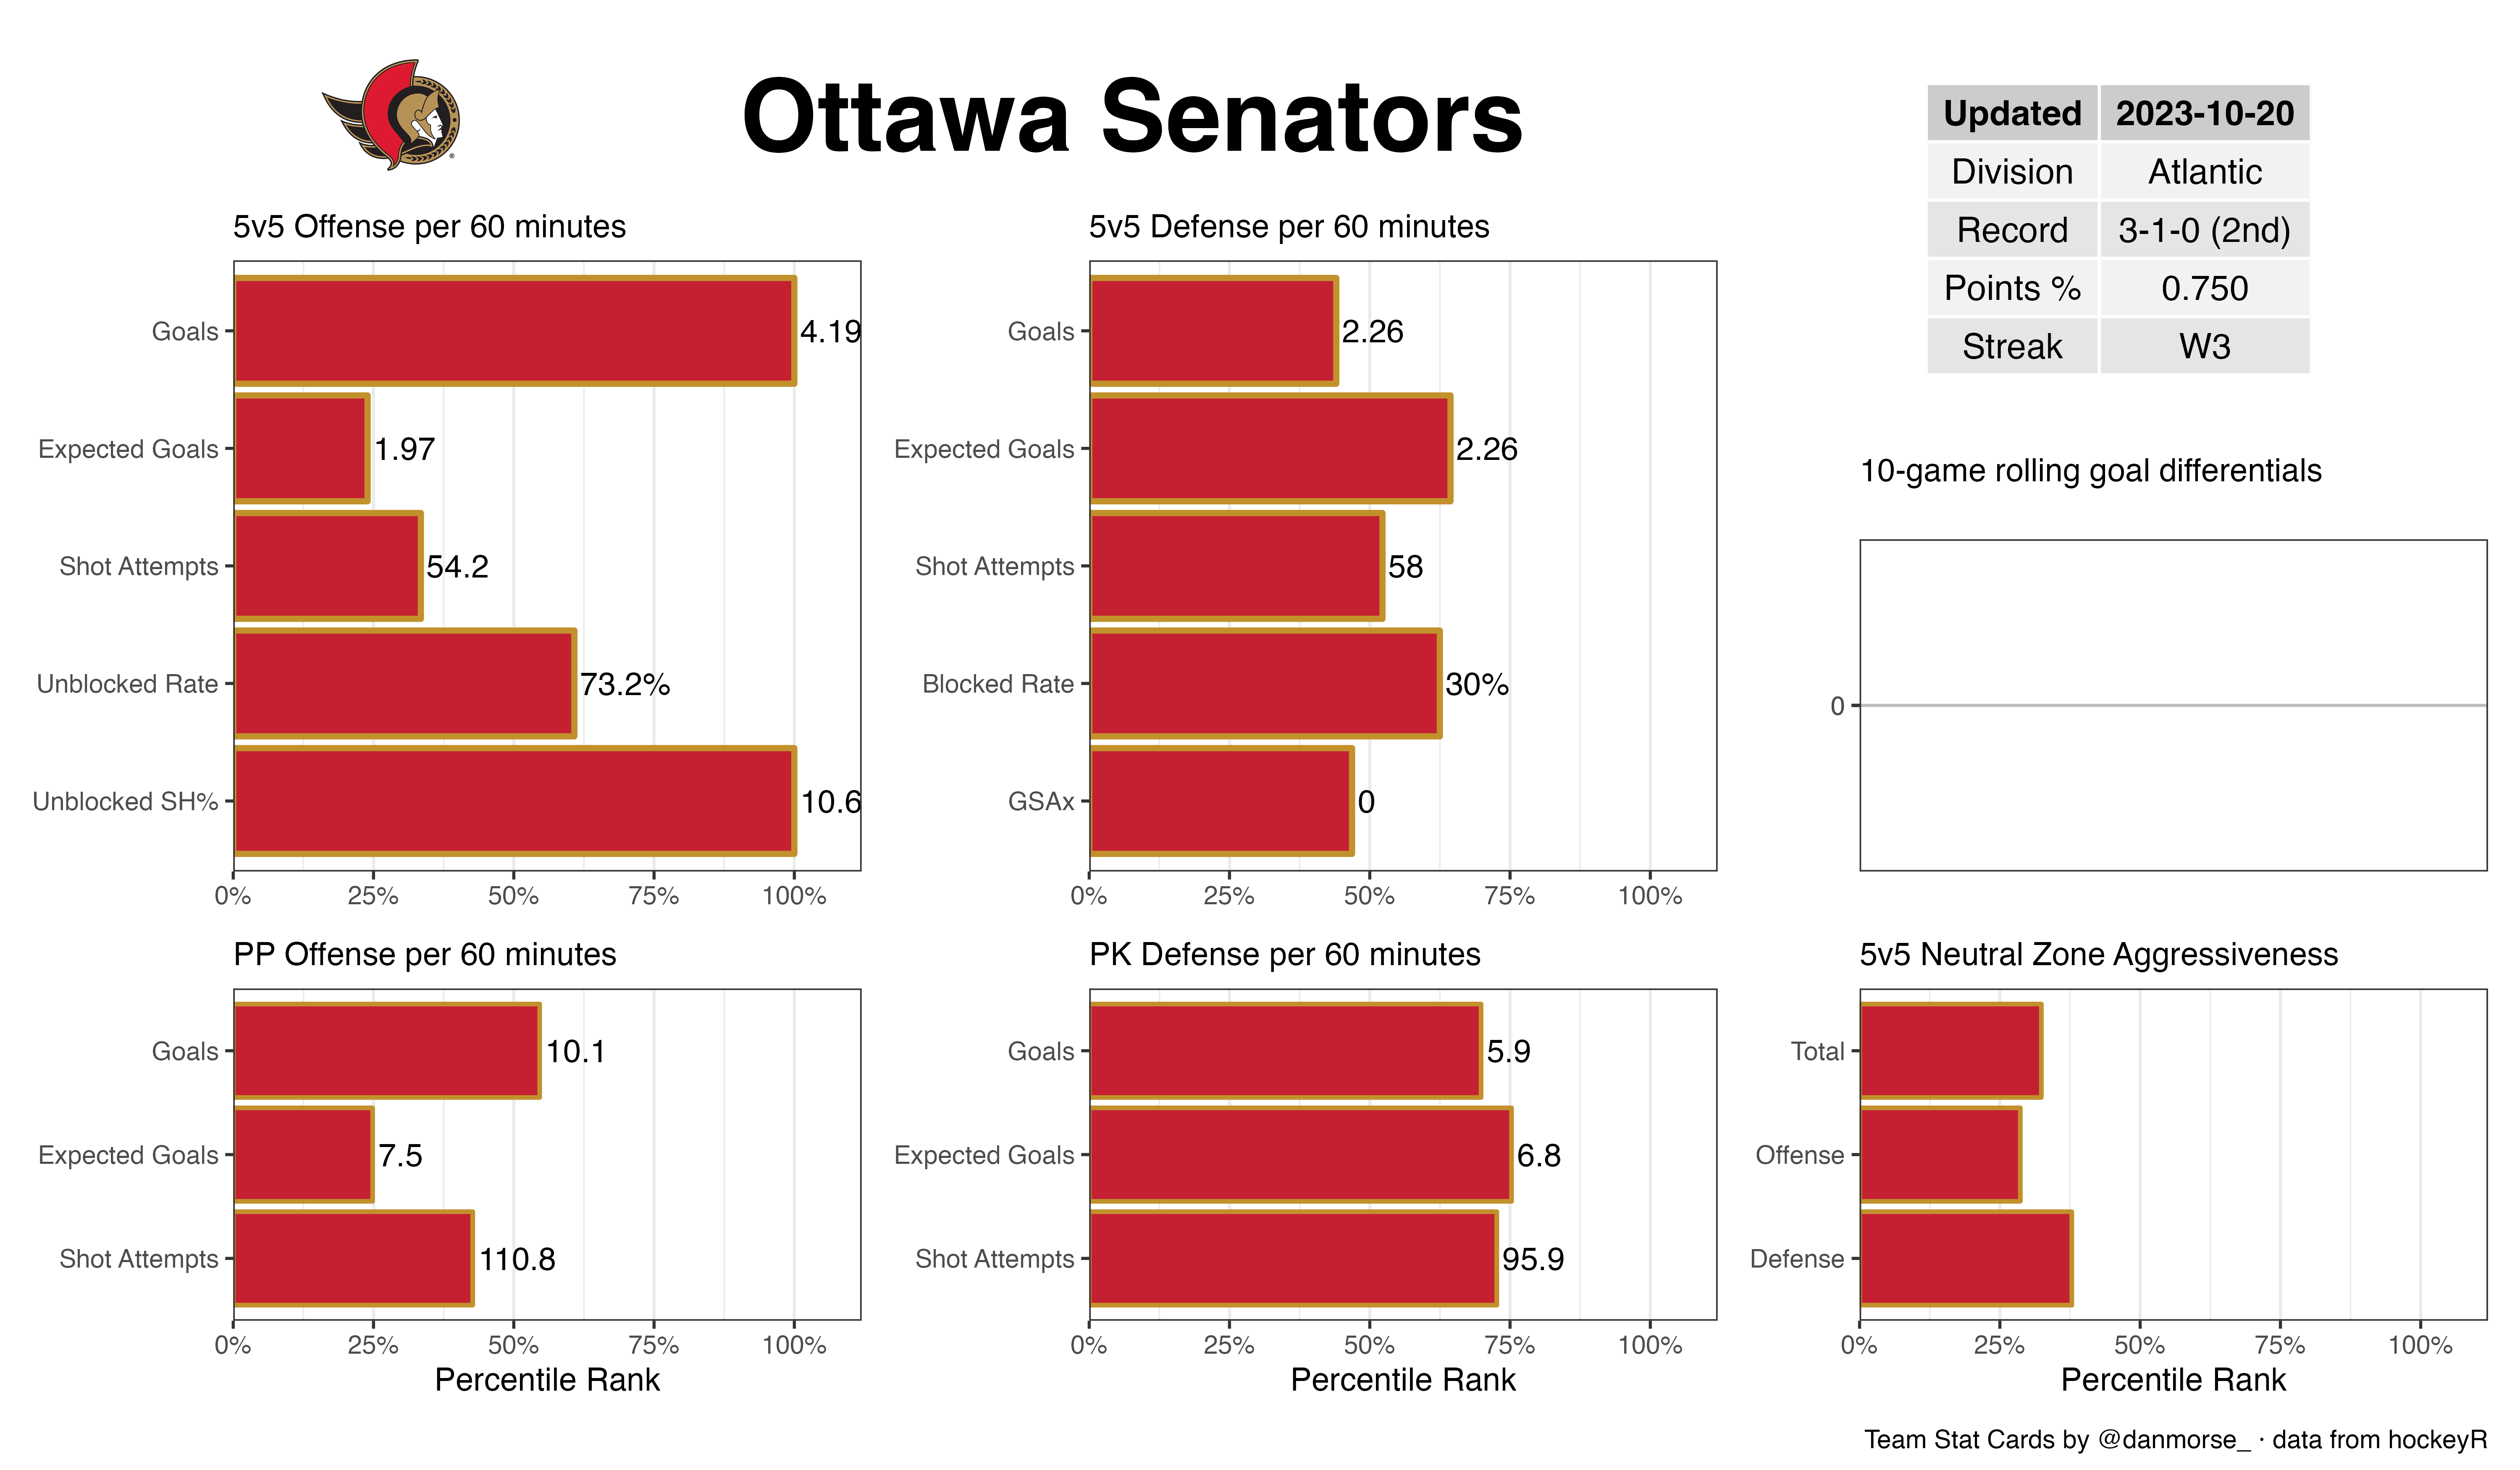 Ottawa Senators
Updated 2023-10-20
Division Atlantic
Record 3-1-0 (2nd)
Points % 0.750
Streak W3
5v5 Offense per 60 minutes
Goals 4.19
Expected Goals 1.97
Shot Attempts 54.2
Unblocked Rate 73.2%
Unblocked SH% 10.6
0% 25% 50% 75% 100%
5v5 Defense per 60 minutes
Goals 2.26
Expected Goals 2.26
Shot Attempts 58
Blocked Rate 30%
GSAx 0
0% 25% 50% 75% 100%
10-game rolling goal differentials
0
PP Offense per 60 minutes
Goals 10.1
Expected Goals 7.5
Shot Attempts 110.8
0% 25% 50% 75% 100%
Percentile Rank
PK Defense per 60 minutes
Goals 5.9
Expected Goals 6.8
Shot Attempts 95.9
0% 25% 50% 75% 100%
Percentile Rank
5v5 Neutral Zone Aggressiveness
Total
Offense
Defense
0% 25% 50% 75% 100%
Percentile Rank
Team Stat Cards by @danmorse_ · data from hockeyR